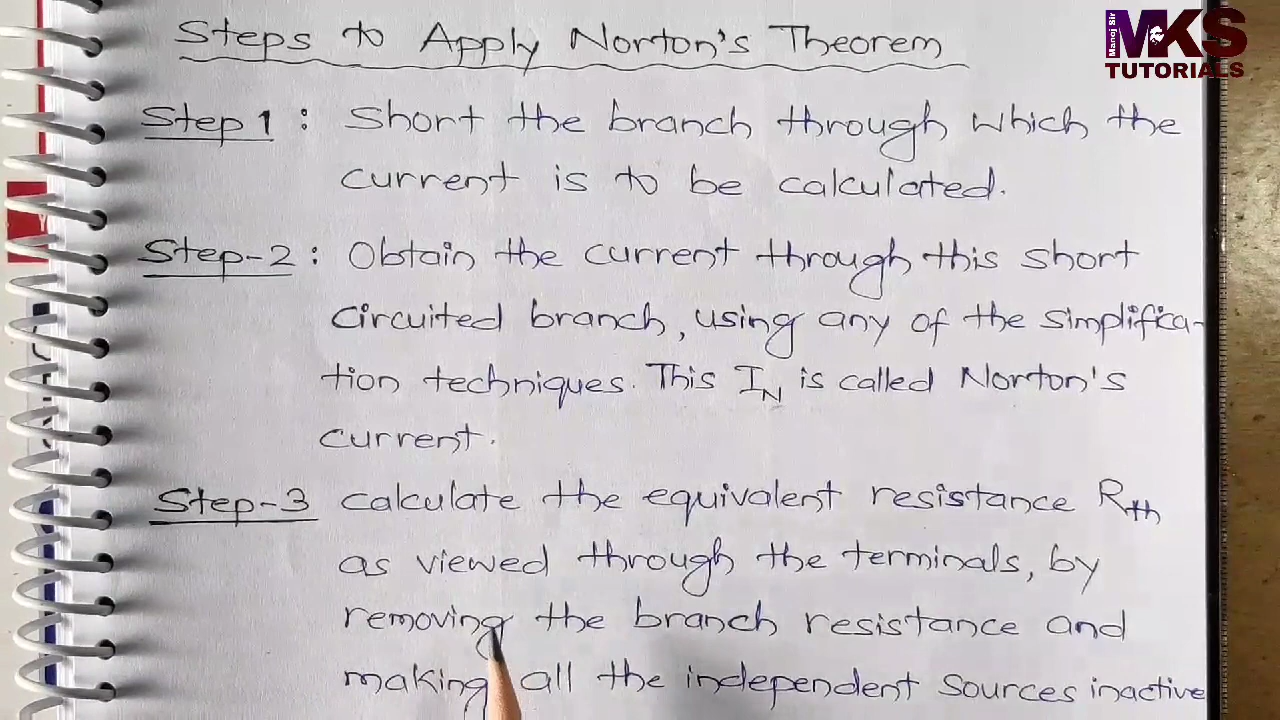 Steps to Apply Norton's Theorem
Manoj Sir
MKS
TUTORIALS
Step 1 : Short the branch through which the
current is to be calculated.
Step-2 : Obtain the current through this short
circuited branch, using any of the simplifica-
tion techniques. This IN is called Norton's
current.
Step-3 Calculate the equivalent resistance Rth
as viewed through the terminals, by
removing the branch resistance and
making all the independent sources inactive